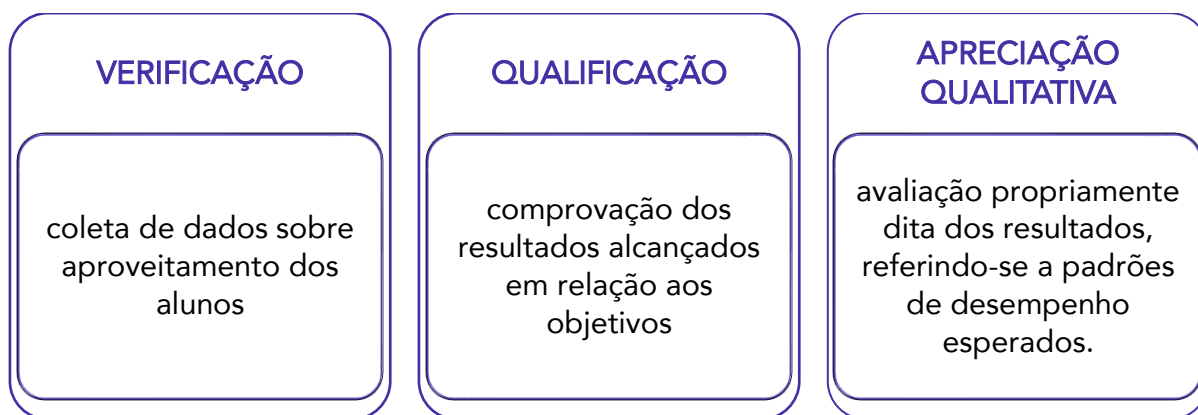 VERIFICAÇÃO
coleta de dados sobre
aproveitamento dos
alunos
QUALIFICAÇÃO
comprovação dos
resultados alcançados
em relação aos
objetivos
APRECIAÇÃO
QUALITATIVA
avaliação propriamente
dita dos resultados,
referindo-se a padrões
de desempenho
esperados.